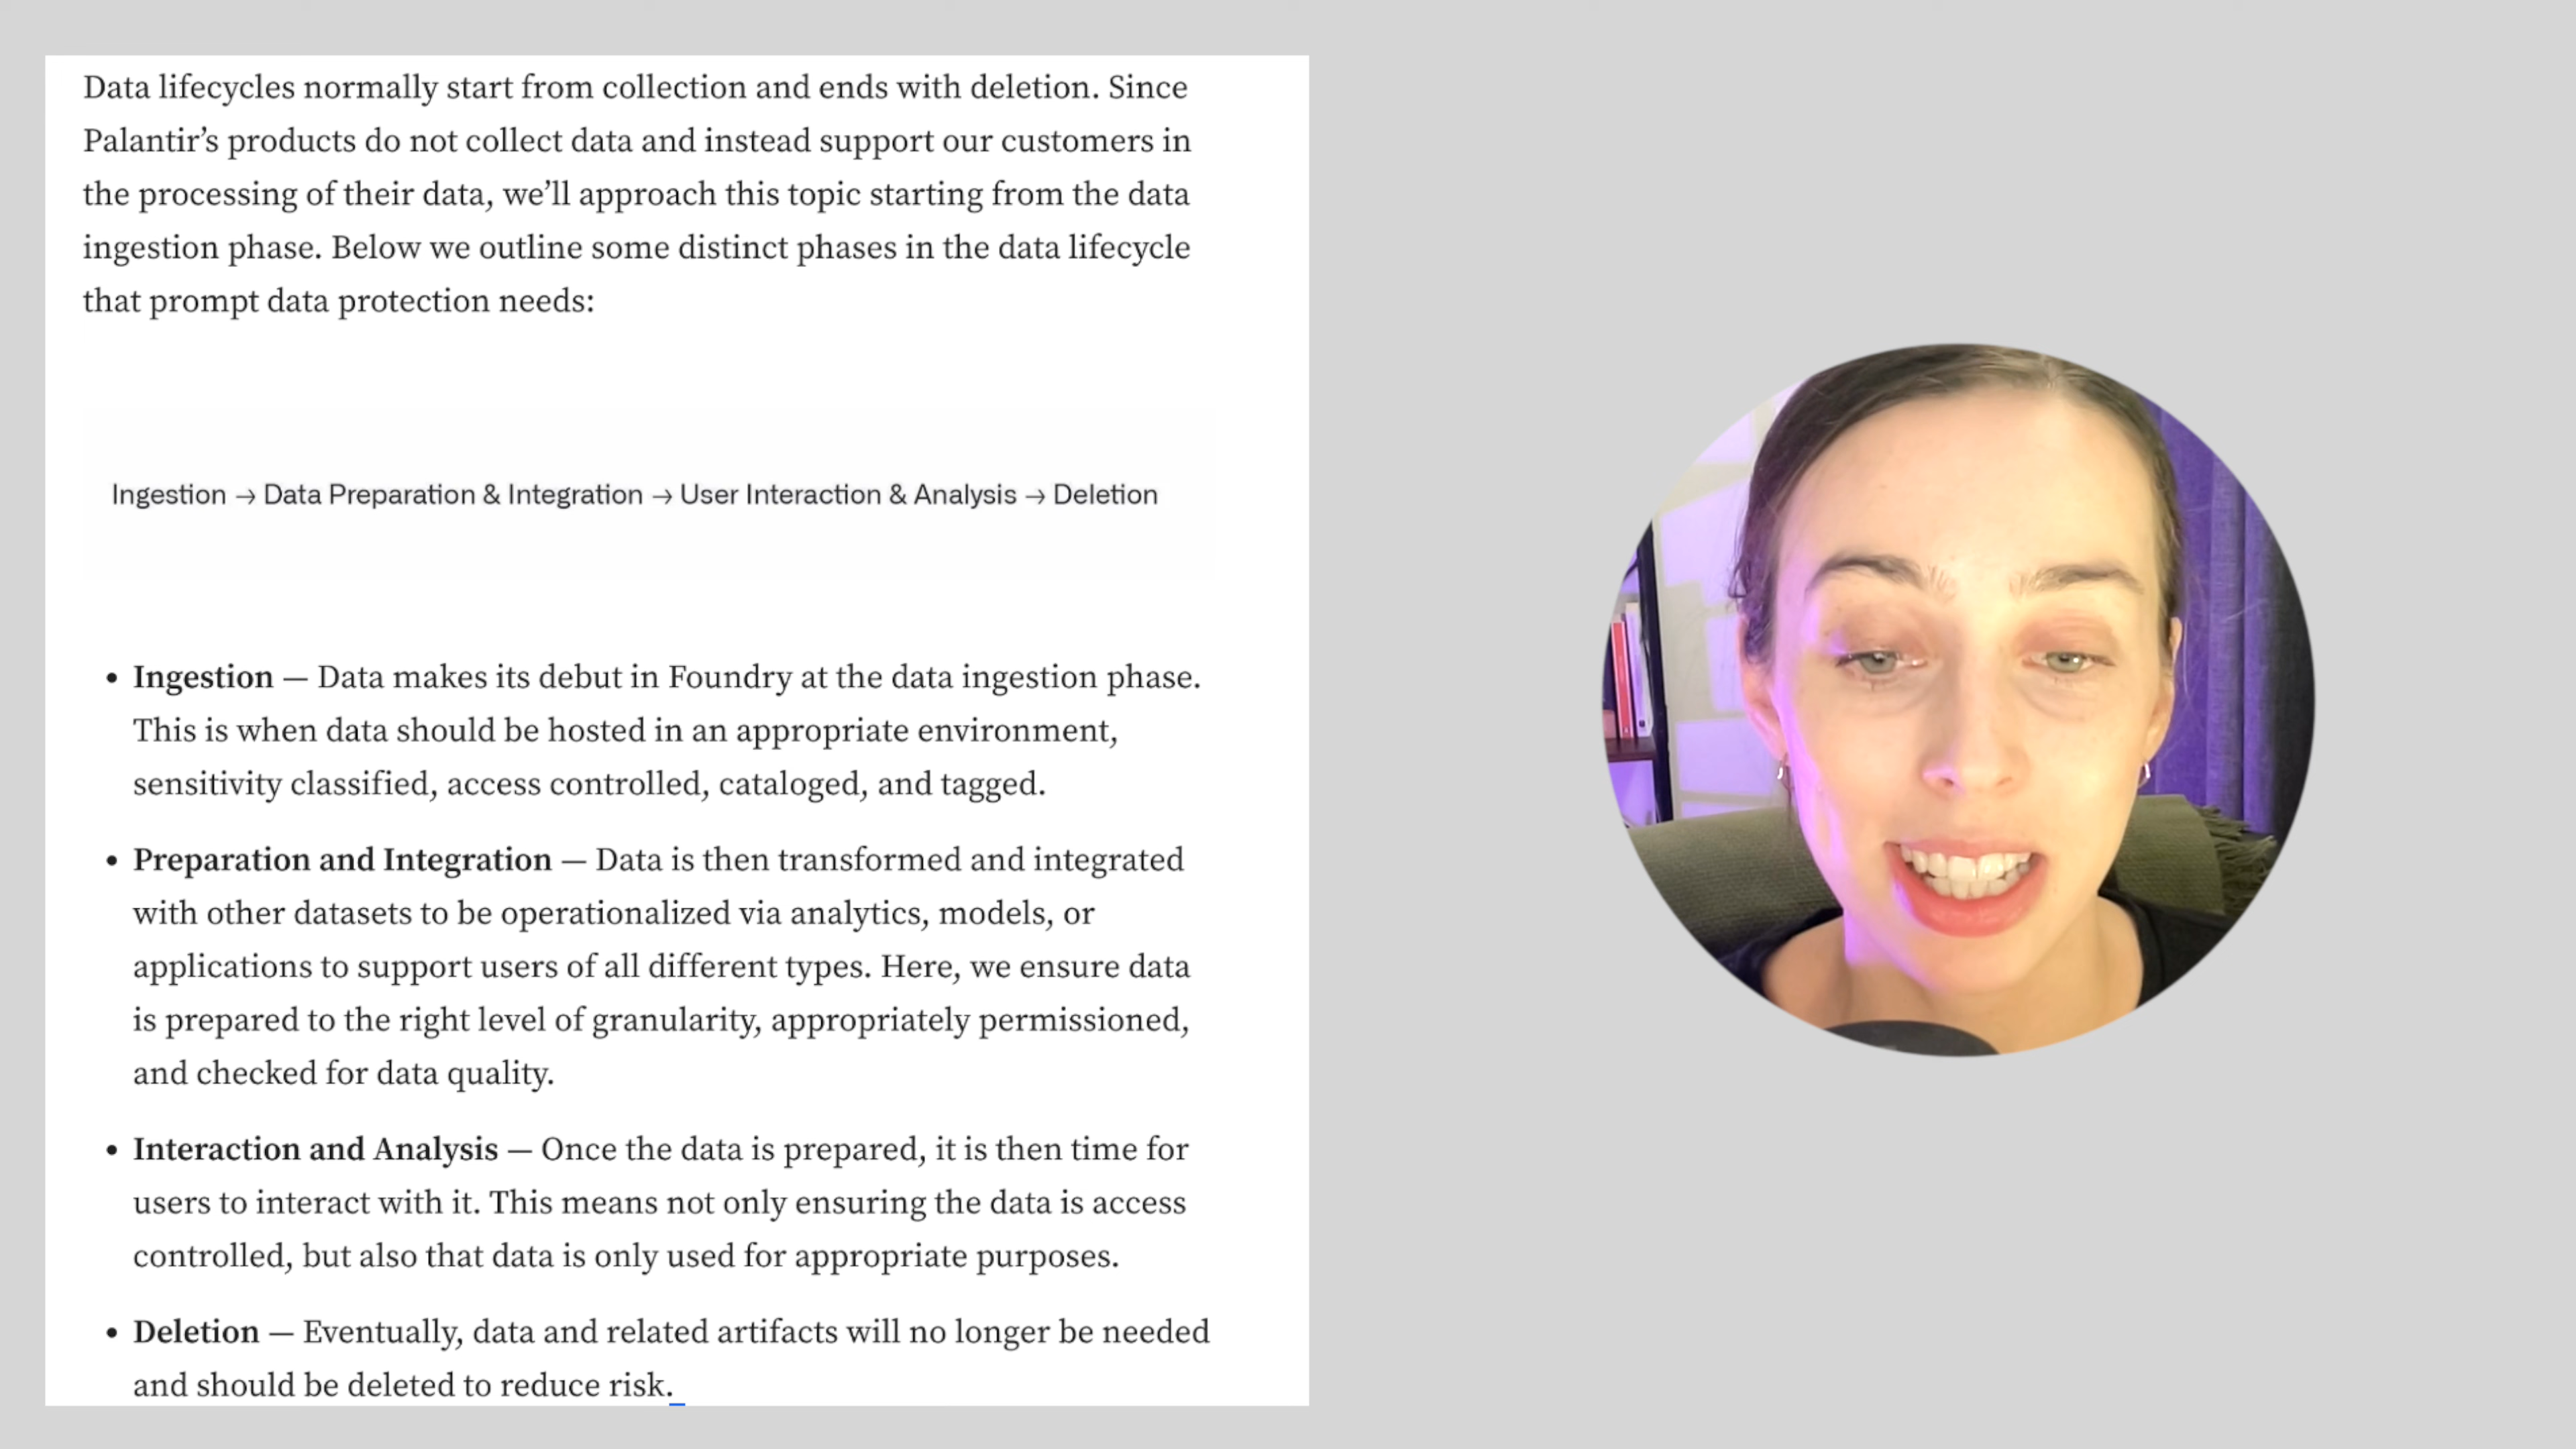 Data lifecycles normally start from collection and ends with deletion. Since
Palantir’s products do not collect data and instead support our customers in
the processing of their data, we’ll approach this topic starting from the data
ingestion phase. Below we outline some distinct phases in the data lifecycle
that prompt data protection needs:
Ingestion → Data Preparation & Integration → User Interaction & Analysis → Deletion
• Ingestion — Data makes its debut in Foundry at the data ingestion phase.
This is when data should be hosted in an appropriate environment,
sensitivity classified, access controlled, cataloged, and tagged.
• Preparation and Integration — Data is then transformed and integrated
with other datasets to be operationalized via analytics, models, or
applications to support users of all different types. Here, we ensure data
is prepared to the right level of granularity, appropriately permissioned,
and checked for data quality.
• Interaction and Analysis — Once the data is prepared, it is then time for
users to interact with it. This means not only ensuring the data is access
controlled, but also that data is only used for appropriate purposes.
• Deletion — Eventually, data and related artifacts will no longer be needed
and should be deleted to reduce risk.